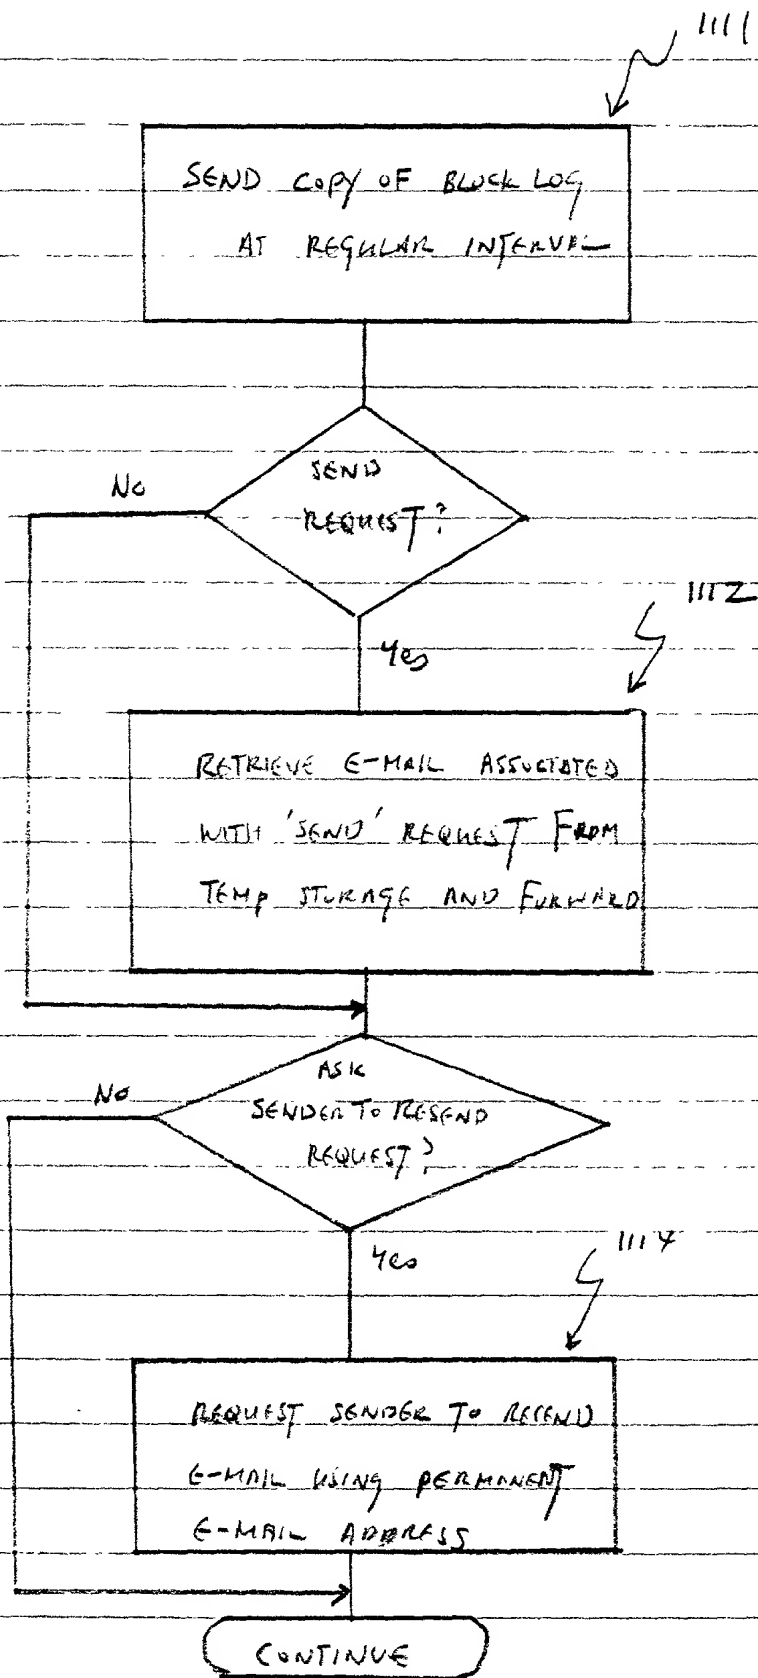 1111
SEND COPY OF BLOCK LOG
AT REGULAR INTERVAL
No
SEND
REQUEST?
1112
Yes
RETRIEVE E-MAIL ASSOCIATED
WITH 'SEND' REQUEST FROM
TEMP STORAGE AND FORWARD
No
ASK
SENDER TO RESEND
REQUEST?
Yes
1114
REQUEST SENDER TO RESEND
E-MAIL USING PERMANENT
E-MAIL ADDRESS
CONTINUE